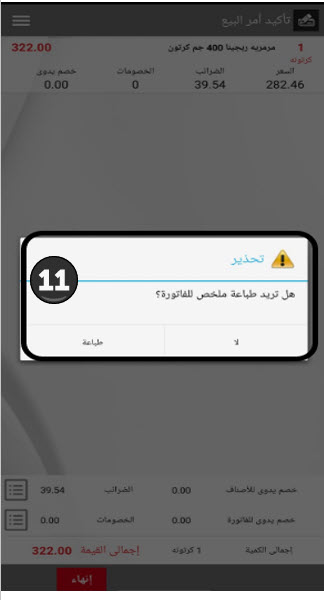 تأكيد أمر البيع
1 مرمريه ريجينا 400 جم كرتون 322.00
كرتونه
السعر الضرائب الخصومات خصم يدوى
282.46 39.54 0 0.00
تحذير
11
هل تريد طباعة ملخص للفاتورة؟
لا طباعة
خصم يدوى للأصناف 0.00 الضرائب 39.54
خصم يدوى للفاتورة 0.00 الخصومات 0.00
إجمالى الكمية 1 كرتونه إجمالى القيمة 322.00
إنهاء